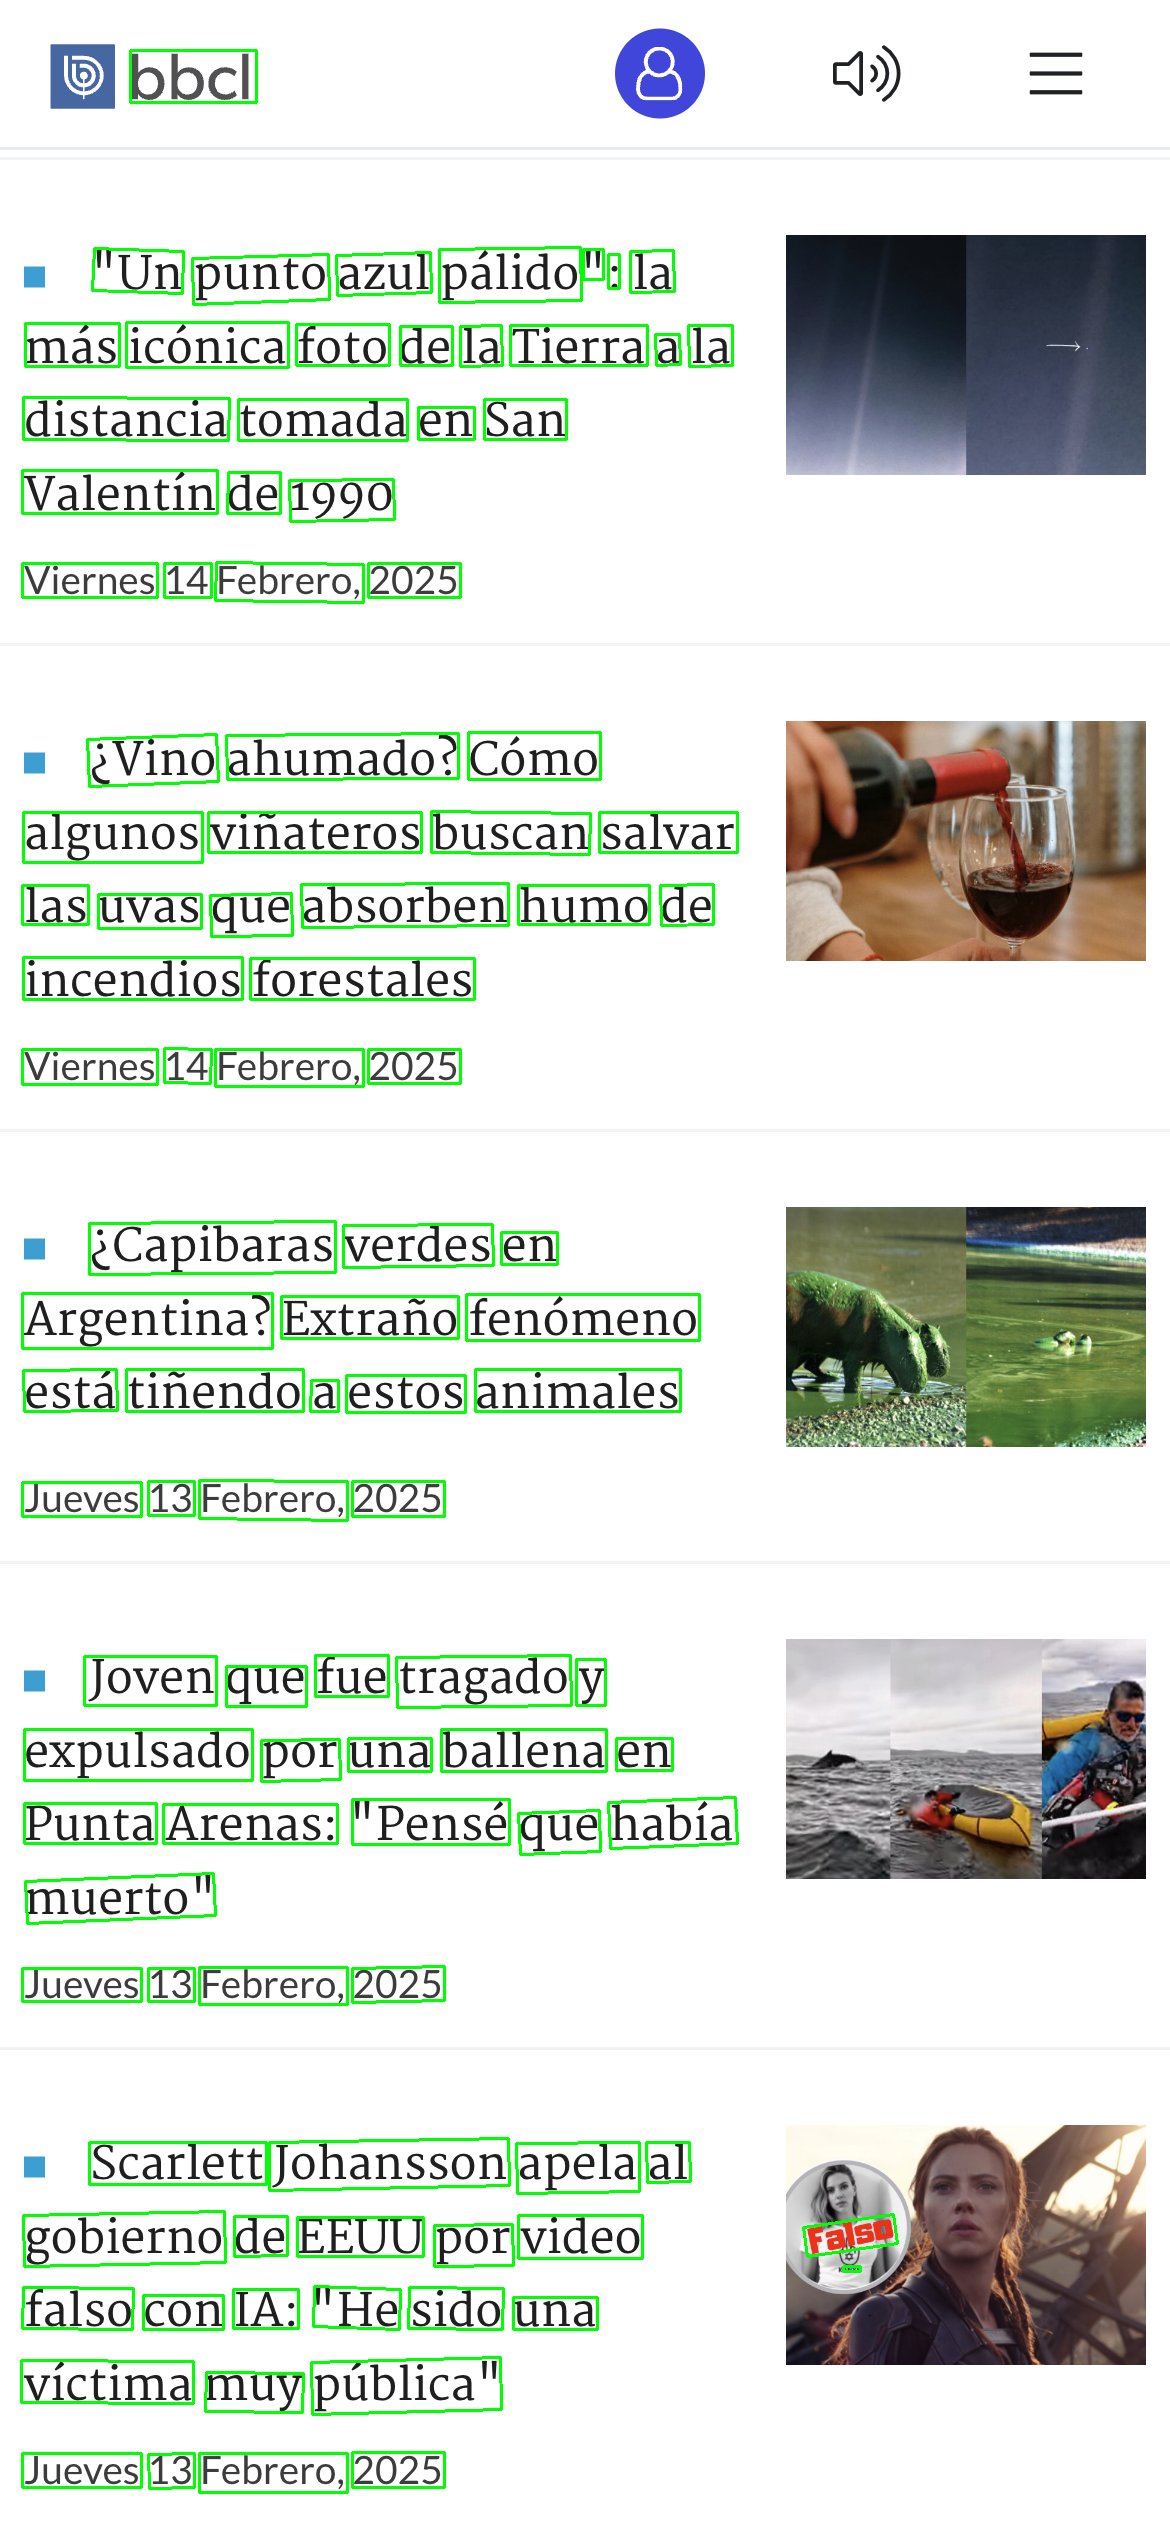 bbcl
"Un punto azul pálido": la
más icónica foto de la Tierra a la
distancia tomada en San
Valentín de 1990
Viernes 14 Febrero, 2025
¿Vino ahumado? Cómo
algunos viñateros buscan salvar
las uvas que absorben humo de
incendios forestales
Viernes 14 Febrero, 2025
¿Capibaras verdes en
Argentina? Extraño fenómeno
está tiñendo a estos animales
Jueves 13 Febrero, 2025
Joven que fue tragado y
expulsado por una ballena en
Punta Arenas: "Pensé que había
muerto"
Jueves 13 Febrero, 2025
Scarlett Johansson apela al
gobierno de EEUU por video
falso con IA: "He sido una
víctima muy pública"
Falso
Jueves 13 Febrero, 2025